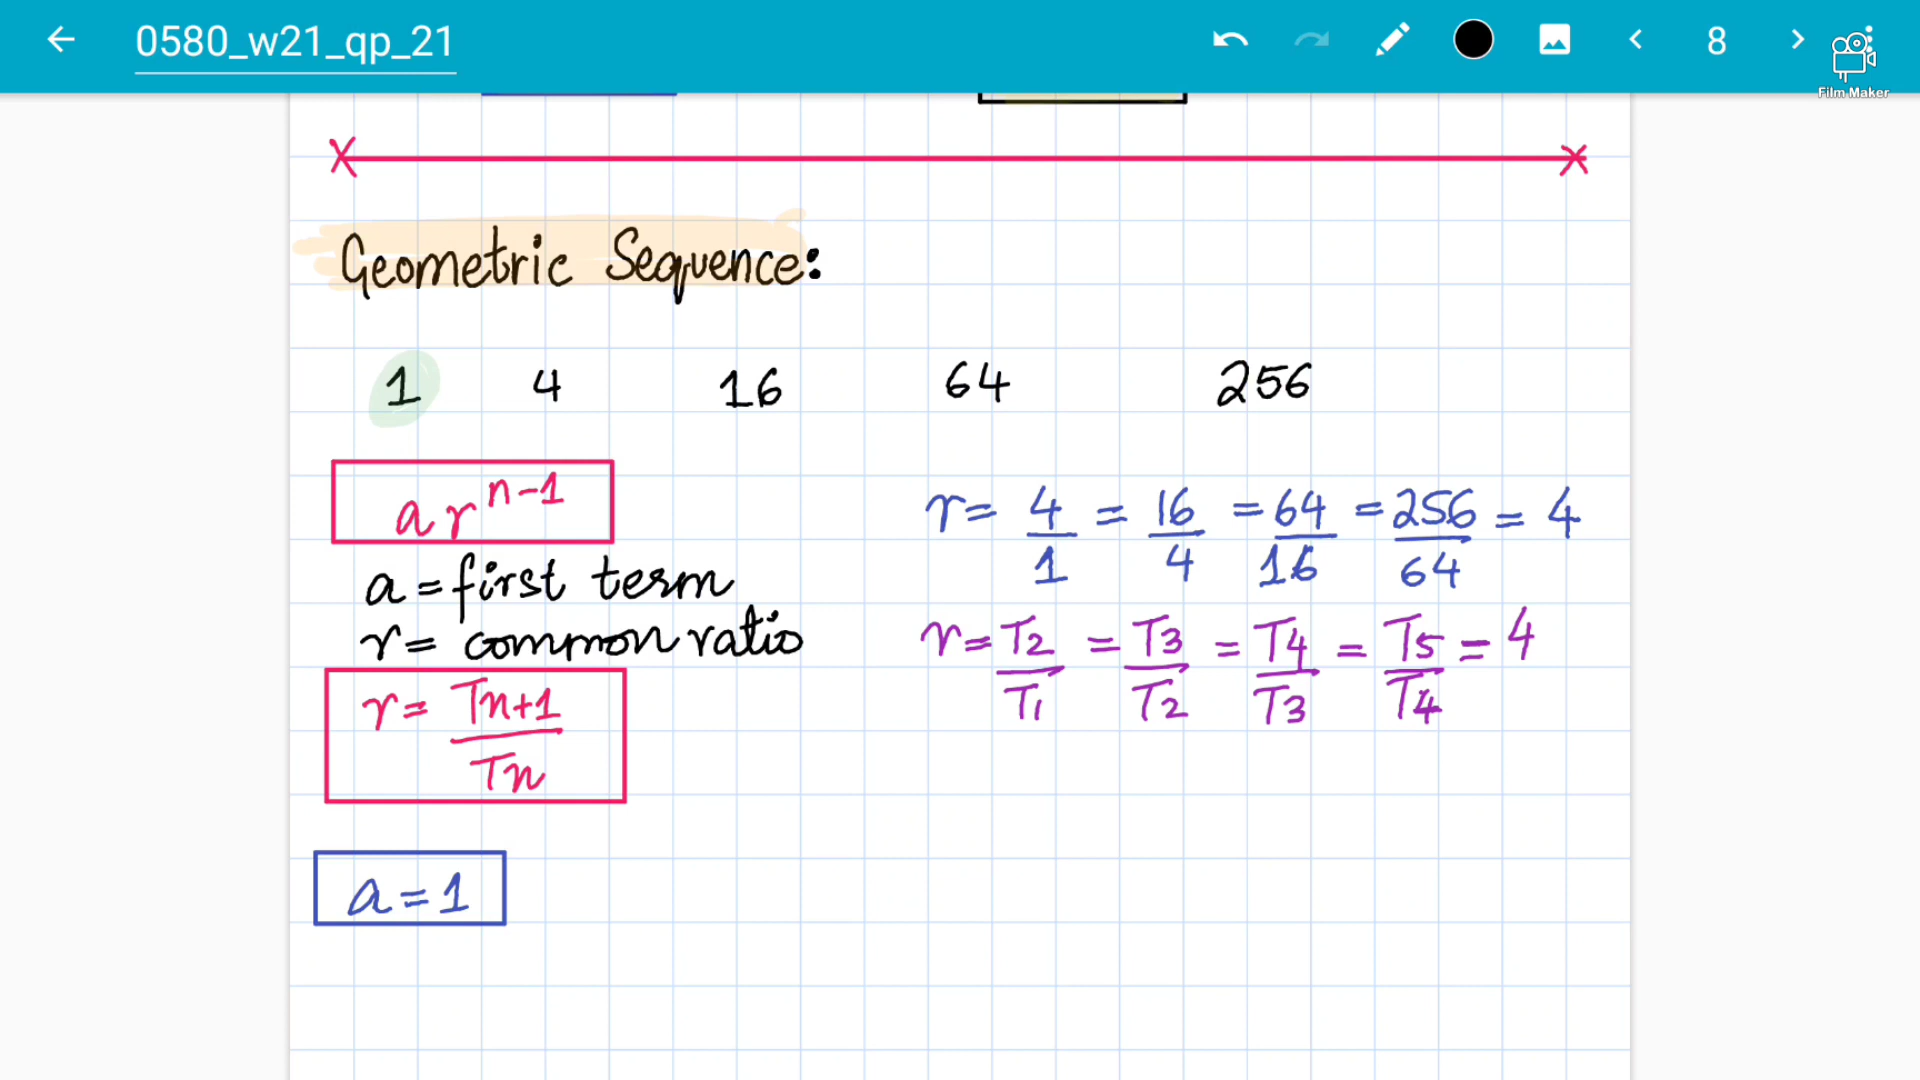 0580_w21_qp_21
8
Film Maker
Geometric Sequence:
1 4 16 64 256
ar^{n-1}
a = first term
r = common ratio
r = Tn+1/Tn
r = 4/1 = 16/4 = 64/16 = 256/64 = 4
r = T2/T1 = T3/T2 = T4/T3 = T5/T4 = 4
a = 1